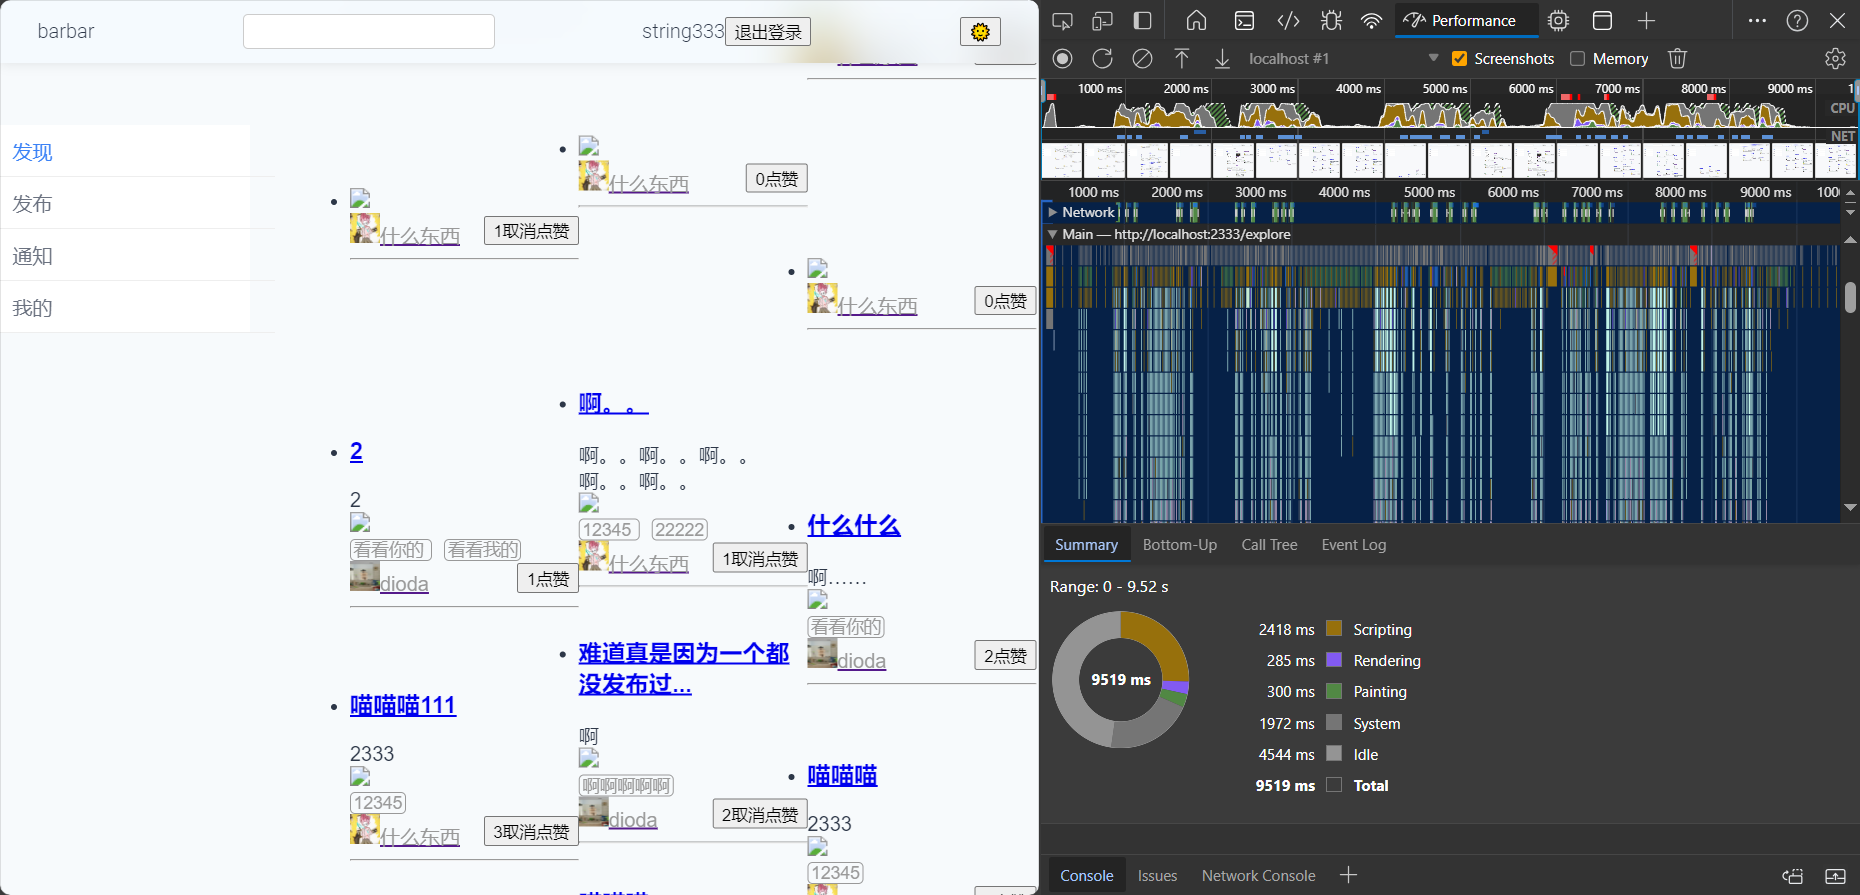 barbar
string333 退出登录
发现
发布
通知
我的
什么东西
1取消点赞
2
2
看看你的 看看我的
dioda
1点赞
喵喵喵111
2333
12345
什么东西
3取消点赞
什么东西
0点赞
啊。。
啊。。啊。。啊。。
啊。。啊。。
12345 22222
什么东西
1取消点赞
难道真是因为一个都
没发布过...
啊
啊啊啊啊啊
dioda
2取消点赞
什么东西
0点赞
什么什么
啊……
看看你的
dioda
2点赞
喵喵喵
2333
12345
Performance
localhost #1
Screenshots
Memory
1000 ms 2000 ms 3000 ms 4000 ms 5000 ms 6000 ms 7000 ms 8000 ms 9000 ms 1
CPU
NET
1000 ms 2000 ms 3000 ms 4000 ms 5000 ms 6000 ms 7000 ms 8000 ms 9000 ms 100
Network
Main — http://localhost:2333/explore
Summary Bottom-Up Call Tree Event Log
Range: 0 - 9.52 s
9519 ms
2418 ms Scripting
285 ms Rendering
300 ms Painting
1972 ms System
4544 ms Idle
9519 ms Total
Console Issues Network Console